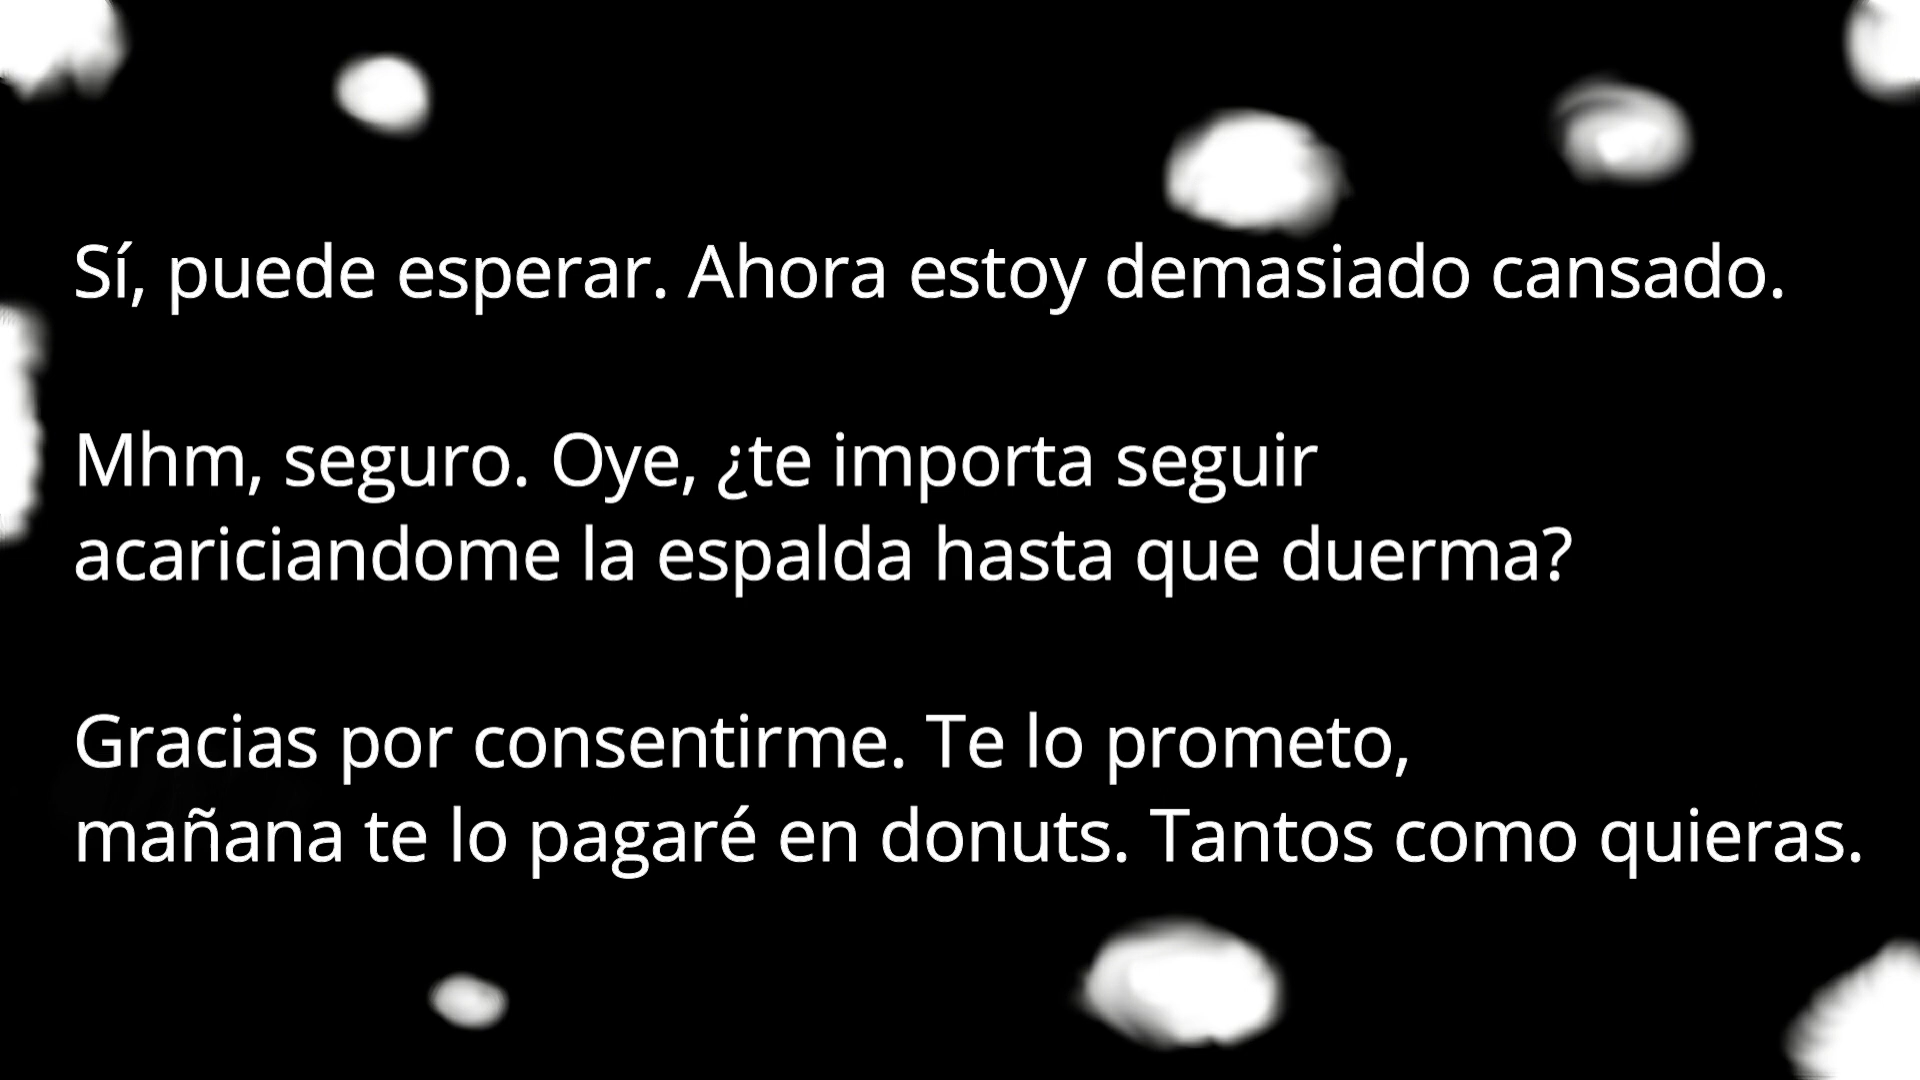 Sí, puede esperar. Ahora estoy demasiado cansado.
Mhm, seguro. Oye, ¿te importa seguir
acariciandome la espalda hasta que duerma?
Gracias por consentirme. Te lo prometo,
mañana te lo pagaré en donuts. Tantos como quieras.